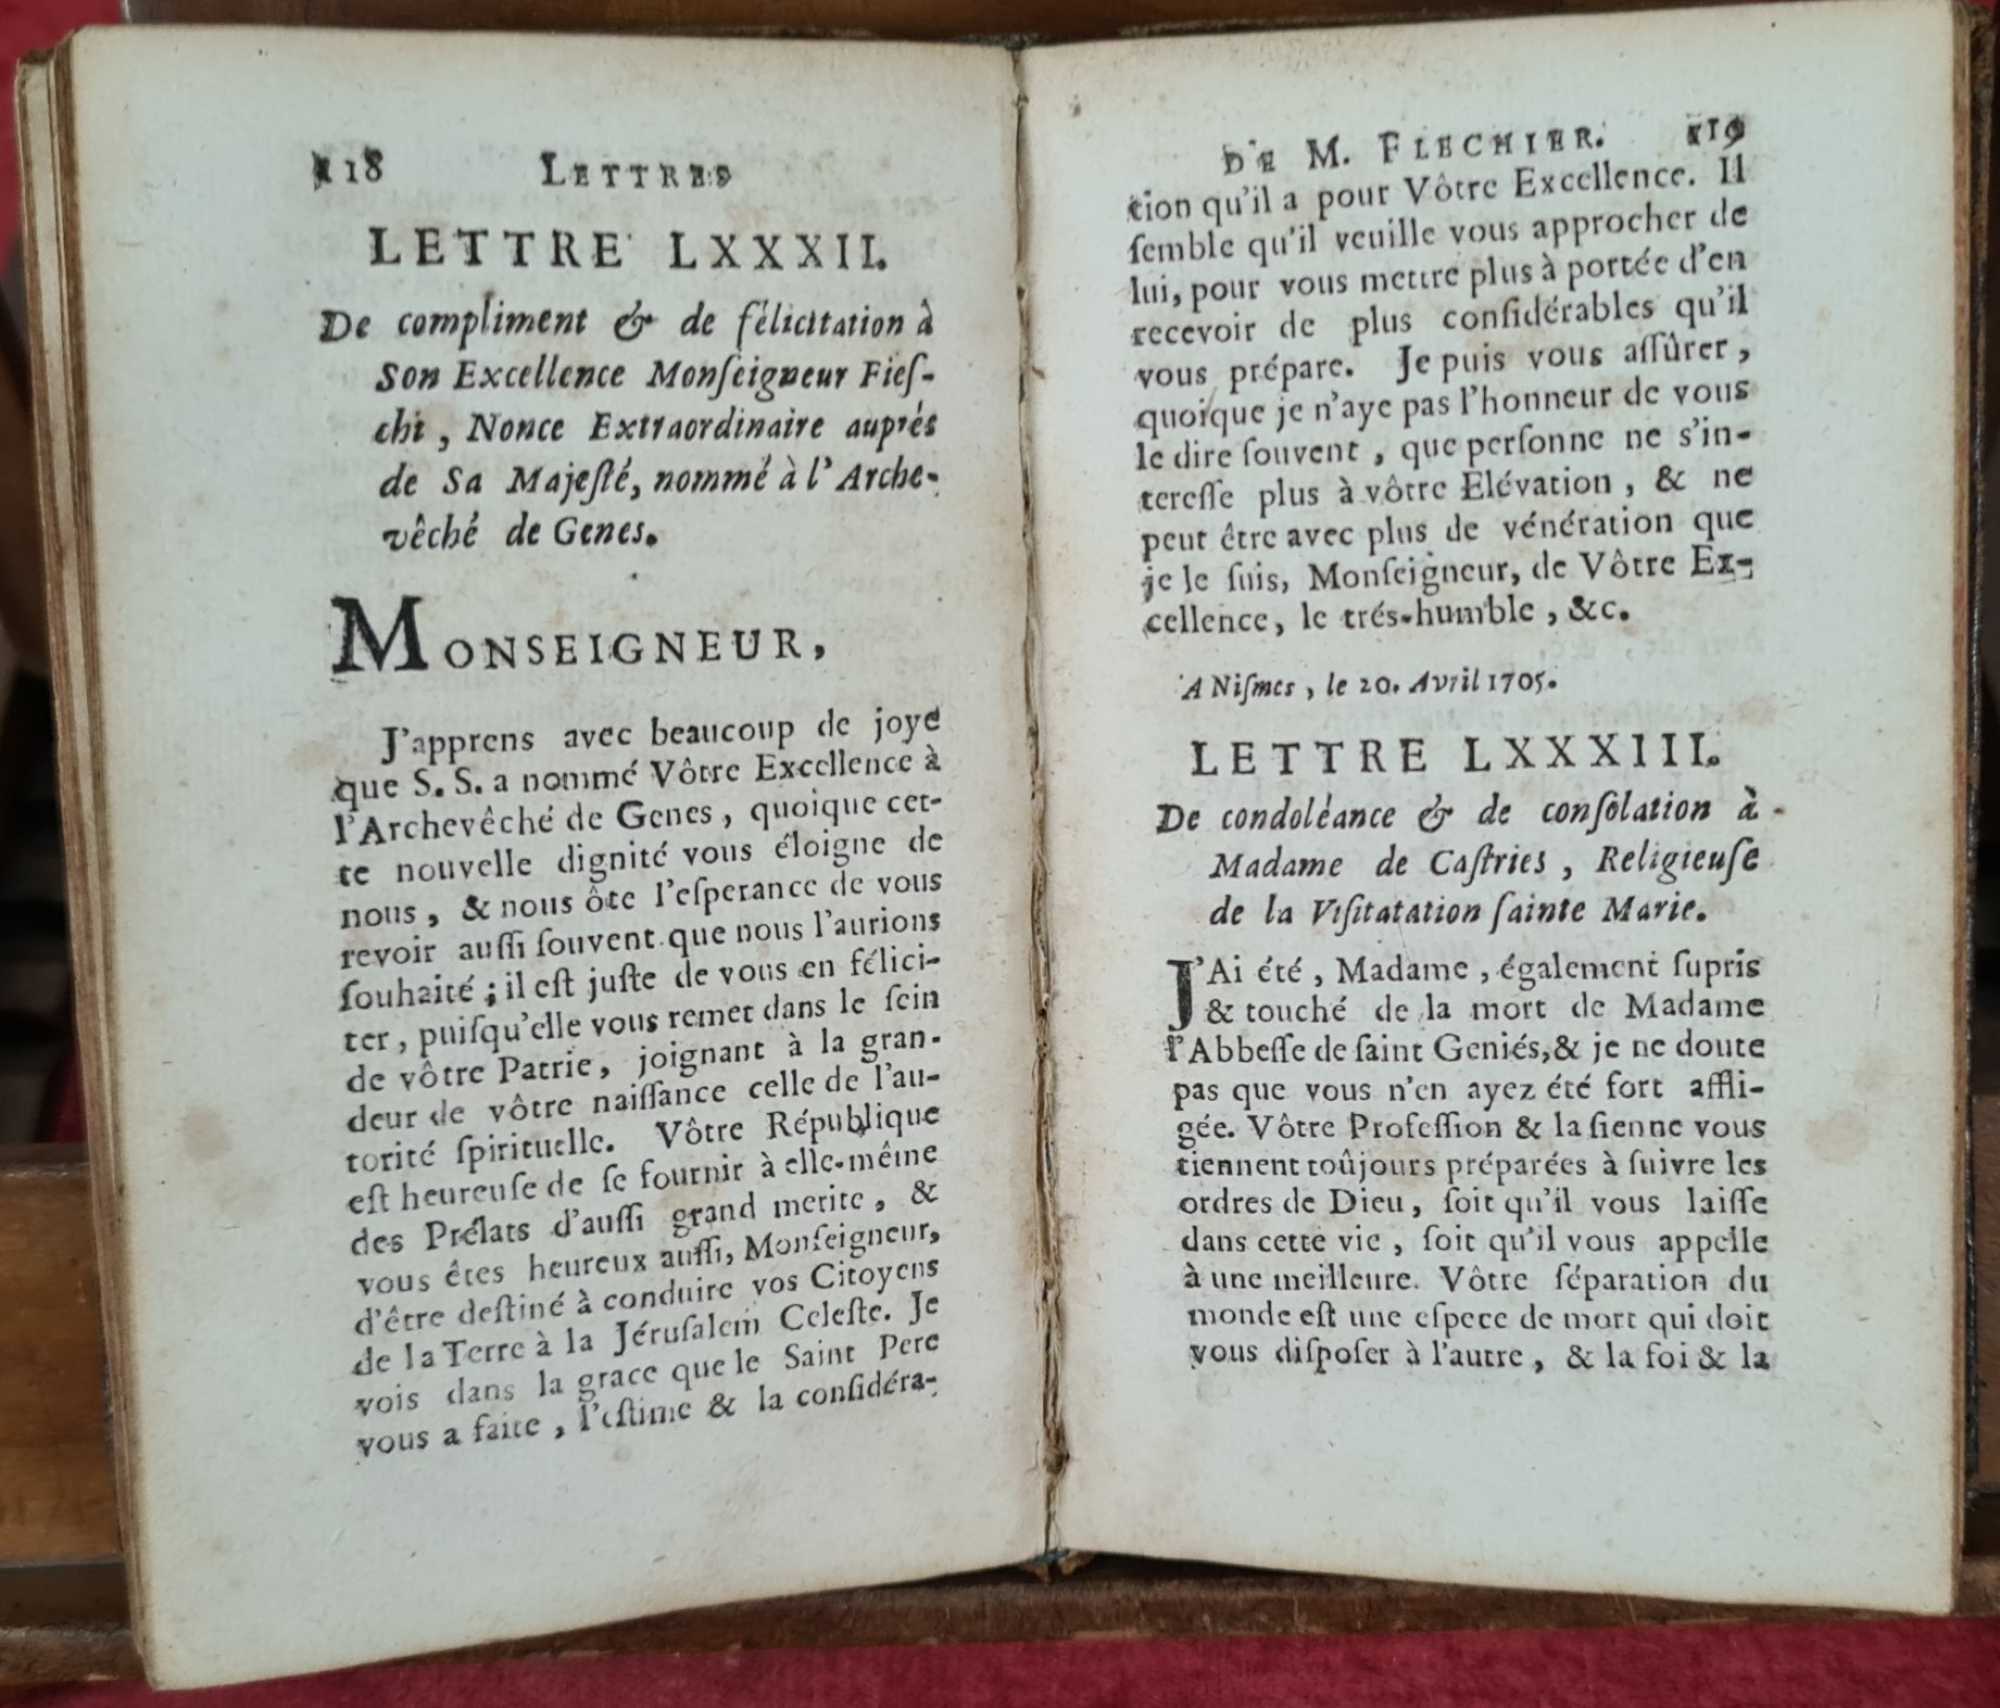 118 LETTRES
LETTRE LXXXII.
De compliment & de félicitation à
Son Excellence Monſeigneur Fieſ-
chi, Nonce Extraordinaire auprés
de Sa Majeſté, nommé à l'Arche-
vêché de Genes.
MONSEIGNEUR,
J'apprens avec beaucoup de joye
que S. S. a nommé Vôtre Excellence à
l'Archevêché de Genes, quoique cet-
te nouvelle dignité vous éloigne de
nous, & nous ôte l'eſperance de vous
revoir auſſi ſouvent que nous l'aurions
ſouhaité; il eſt juſte de vous en félici-
ter, puiſqu'elle vous remet dans le ſein
de vôtre Patrie, joignant à la gran-
deur de vôtre naiſſance celle de l'au-
torité ſpirituelle. Vôtre République
eſt heureuſe de ſe fournir à elle-même
des Prélats d'auſſi grand merite, &
vous êtes heureux auſſi, Monſeigneur,
d'être deſtiné à conduire vos Citoyens
de la Terre à la Jéruſalem Celeſte. Je
vois dans la grace que le Saint Pere
vous a faite, l'eſtime & la conſidéra-
DE M. FLECHIER. 119
tion qu'il a pour Vôtre Excellence. Il
ſemble qu'il veuille vous approcher de
lui, pour vous mettre plus à portée d'en
recevoir de plus conſidérables qu'il
vous prépare. Je puis vous aſſûrer,
quoique je n'aye pas l'honneur de vous
le dire ſouvent, que perſonne ne s'in-
tereſſe plus à vôtre Elévation, & ne
peut être avec plus de vénération que
je le ſuis, Monſeigneur, de Vôtre Ex-
cellence, le trés-humble, &c.
A Niſmes, le 20. Avril 1705.
LETTRE LXXXIII.
De condoléance & de conſolation à
Madame de Caſtries, Religieuſe
de la Viſitatation ſainte Marie.
J'Ai été, Madame, également ſupris
& touché de la mort de Madame
l'Abbeſſe de ſaint Geniés, & je ne doute
pas que vous n'en ayez été fort affli-
gée. Vôtre Profeſſion & la ſienne vous
tiennent toûjours préparées à ſuivre les
ordres de Dieu, ſoit qu'il vous laiſſe
dans cette vie, ſoit qu'il vous appelle
à une meilleure. Vôtre ſéparation du
monde eſt une eſpece de mort qui doit
vous diſpoſer à l'autre, & la foi & la